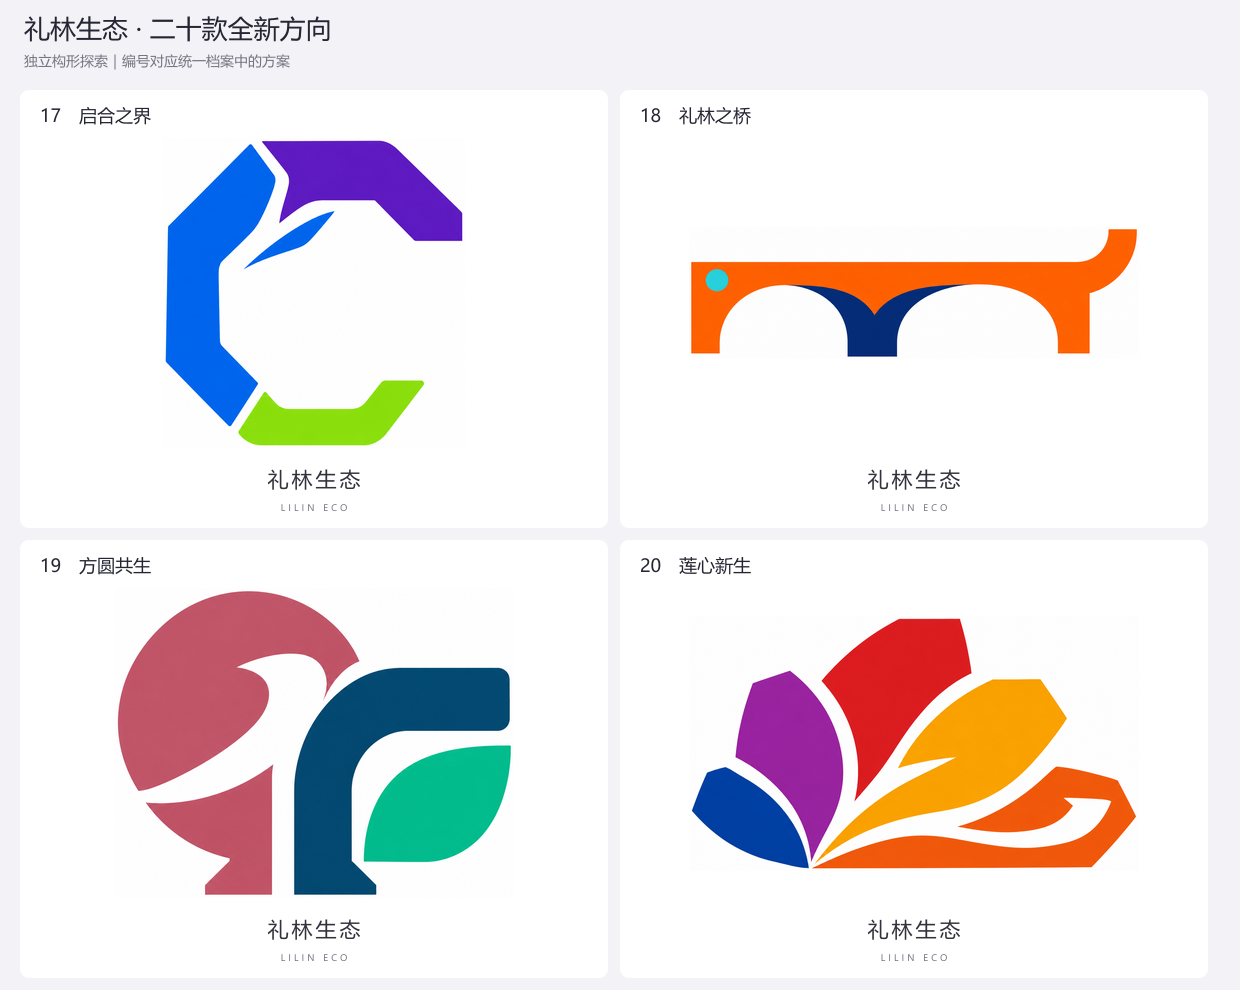 礼林生态 · 二十款全新方向
独立构形探索｜编号对应统一档案中的方案
17 启合之界
18 礼林之桥
礼林生态
LILIN ECO
礼林生态
LILIN ECO
19 方圆共生
20 莲心新生
礼林生态
LILIN ECO
礼林生态
LILIN ECO